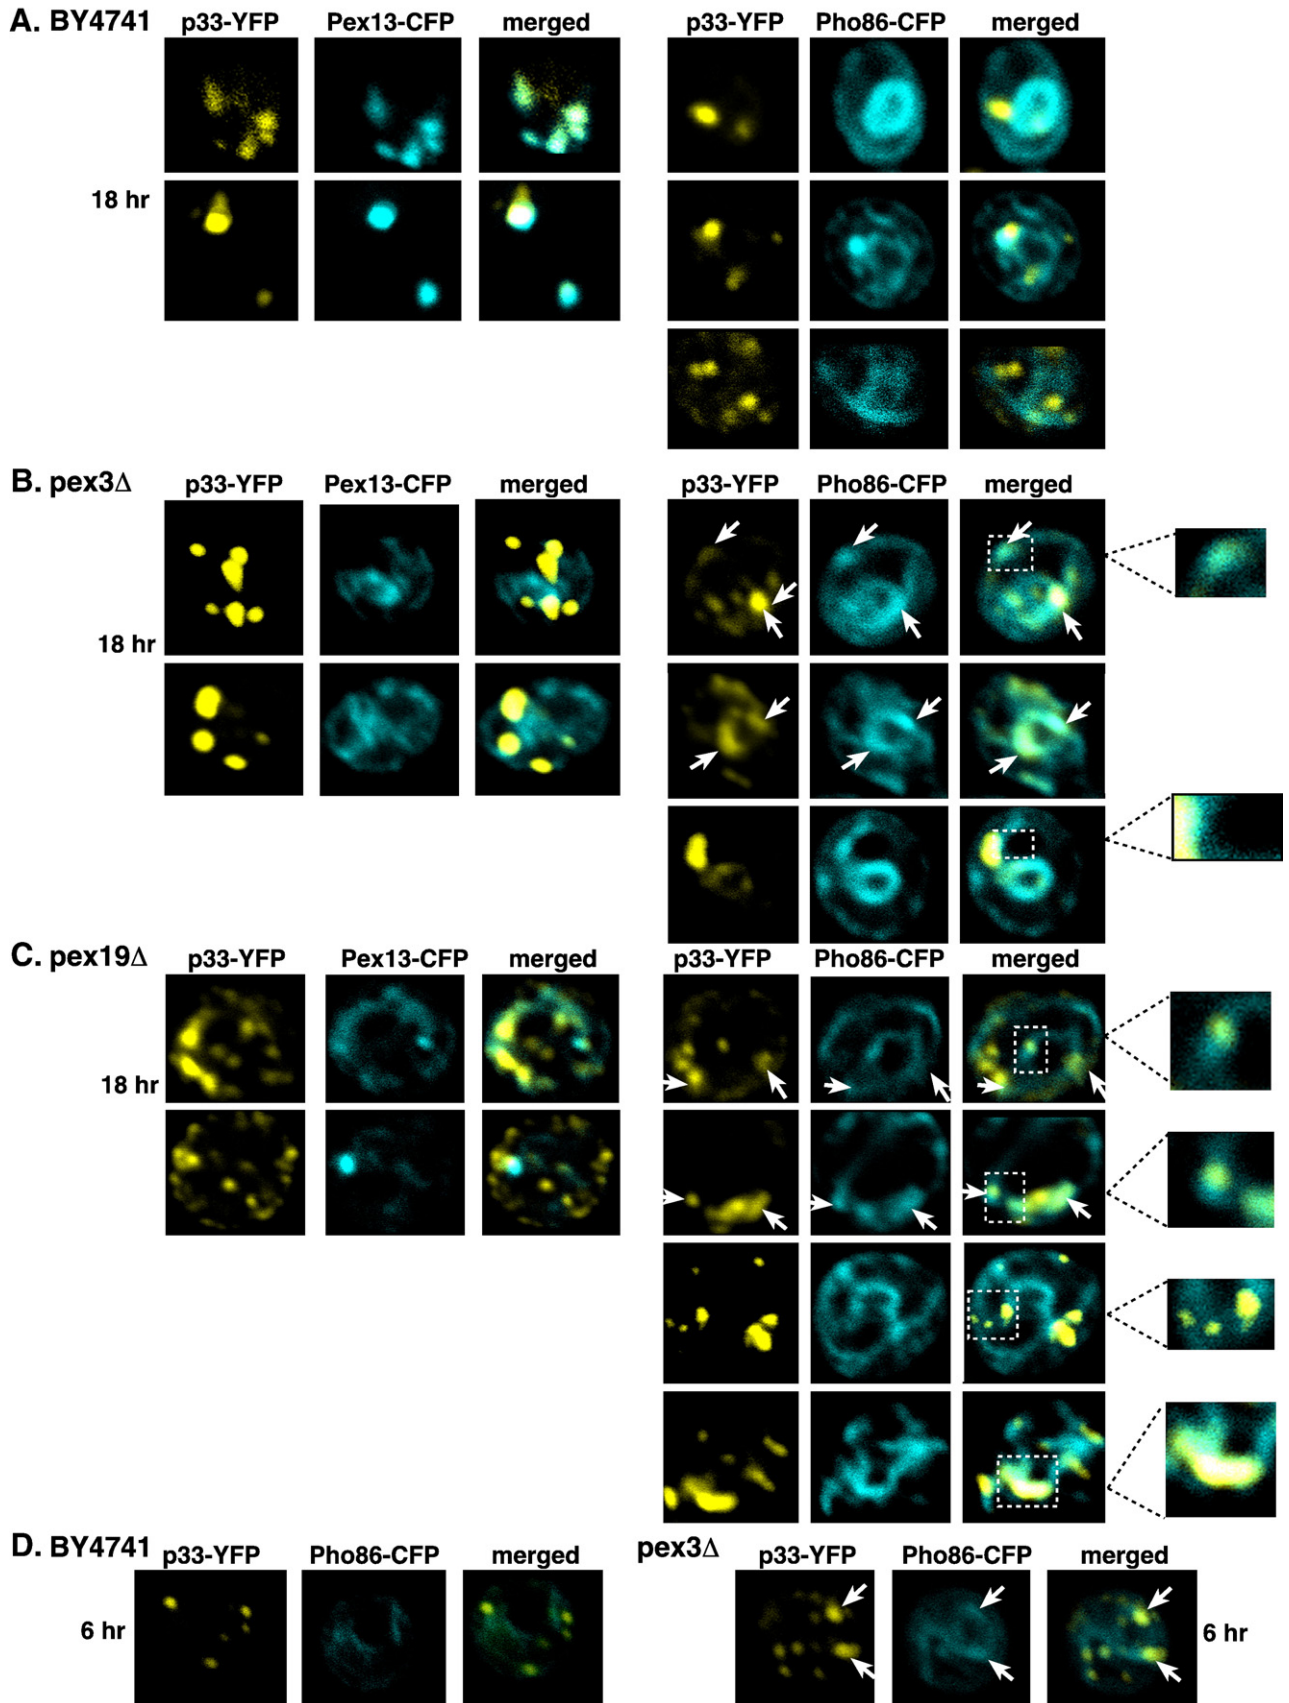 A. BY4741
p33-YFP Pex13-CFP merged p33-YFP Pho86-CFP merged
18 hr
B. pex3Δ
p33-YFP Pex13-CFP merged p33-YFP Pho86-CFP merged
18 hr
C. pex19Δ
p33-YFP Pex13-CFP merged p33-YFP Pho86-CFP merged
18 hr
D. BY4741
p33-YFP Pho86-CFP merged
6 hr
pex3Δ
p33-YFP Pho86-CFP merged
6 hr